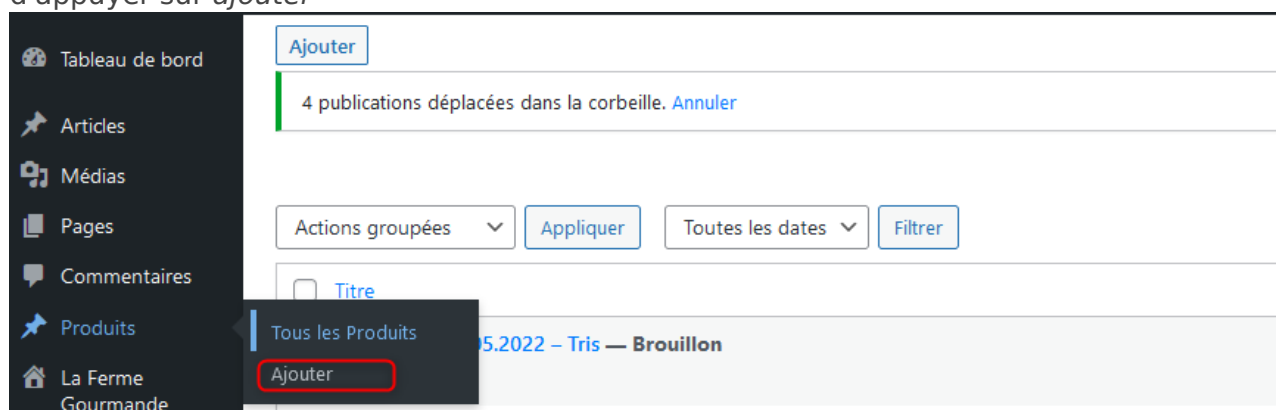 d'appuyer sur ajouter
Tableau de bord
Articles
Médias
Pages
Commentaires
Produits
La Ferme
Gourmande
Tous les Produits
Ajouter
Ajouter
4 publications déplacées dans la corbeille. Annuler
Actions groupées Appliquer Toutes les dates Filtrer
Titre
05.2022 – Tris — Brouillon